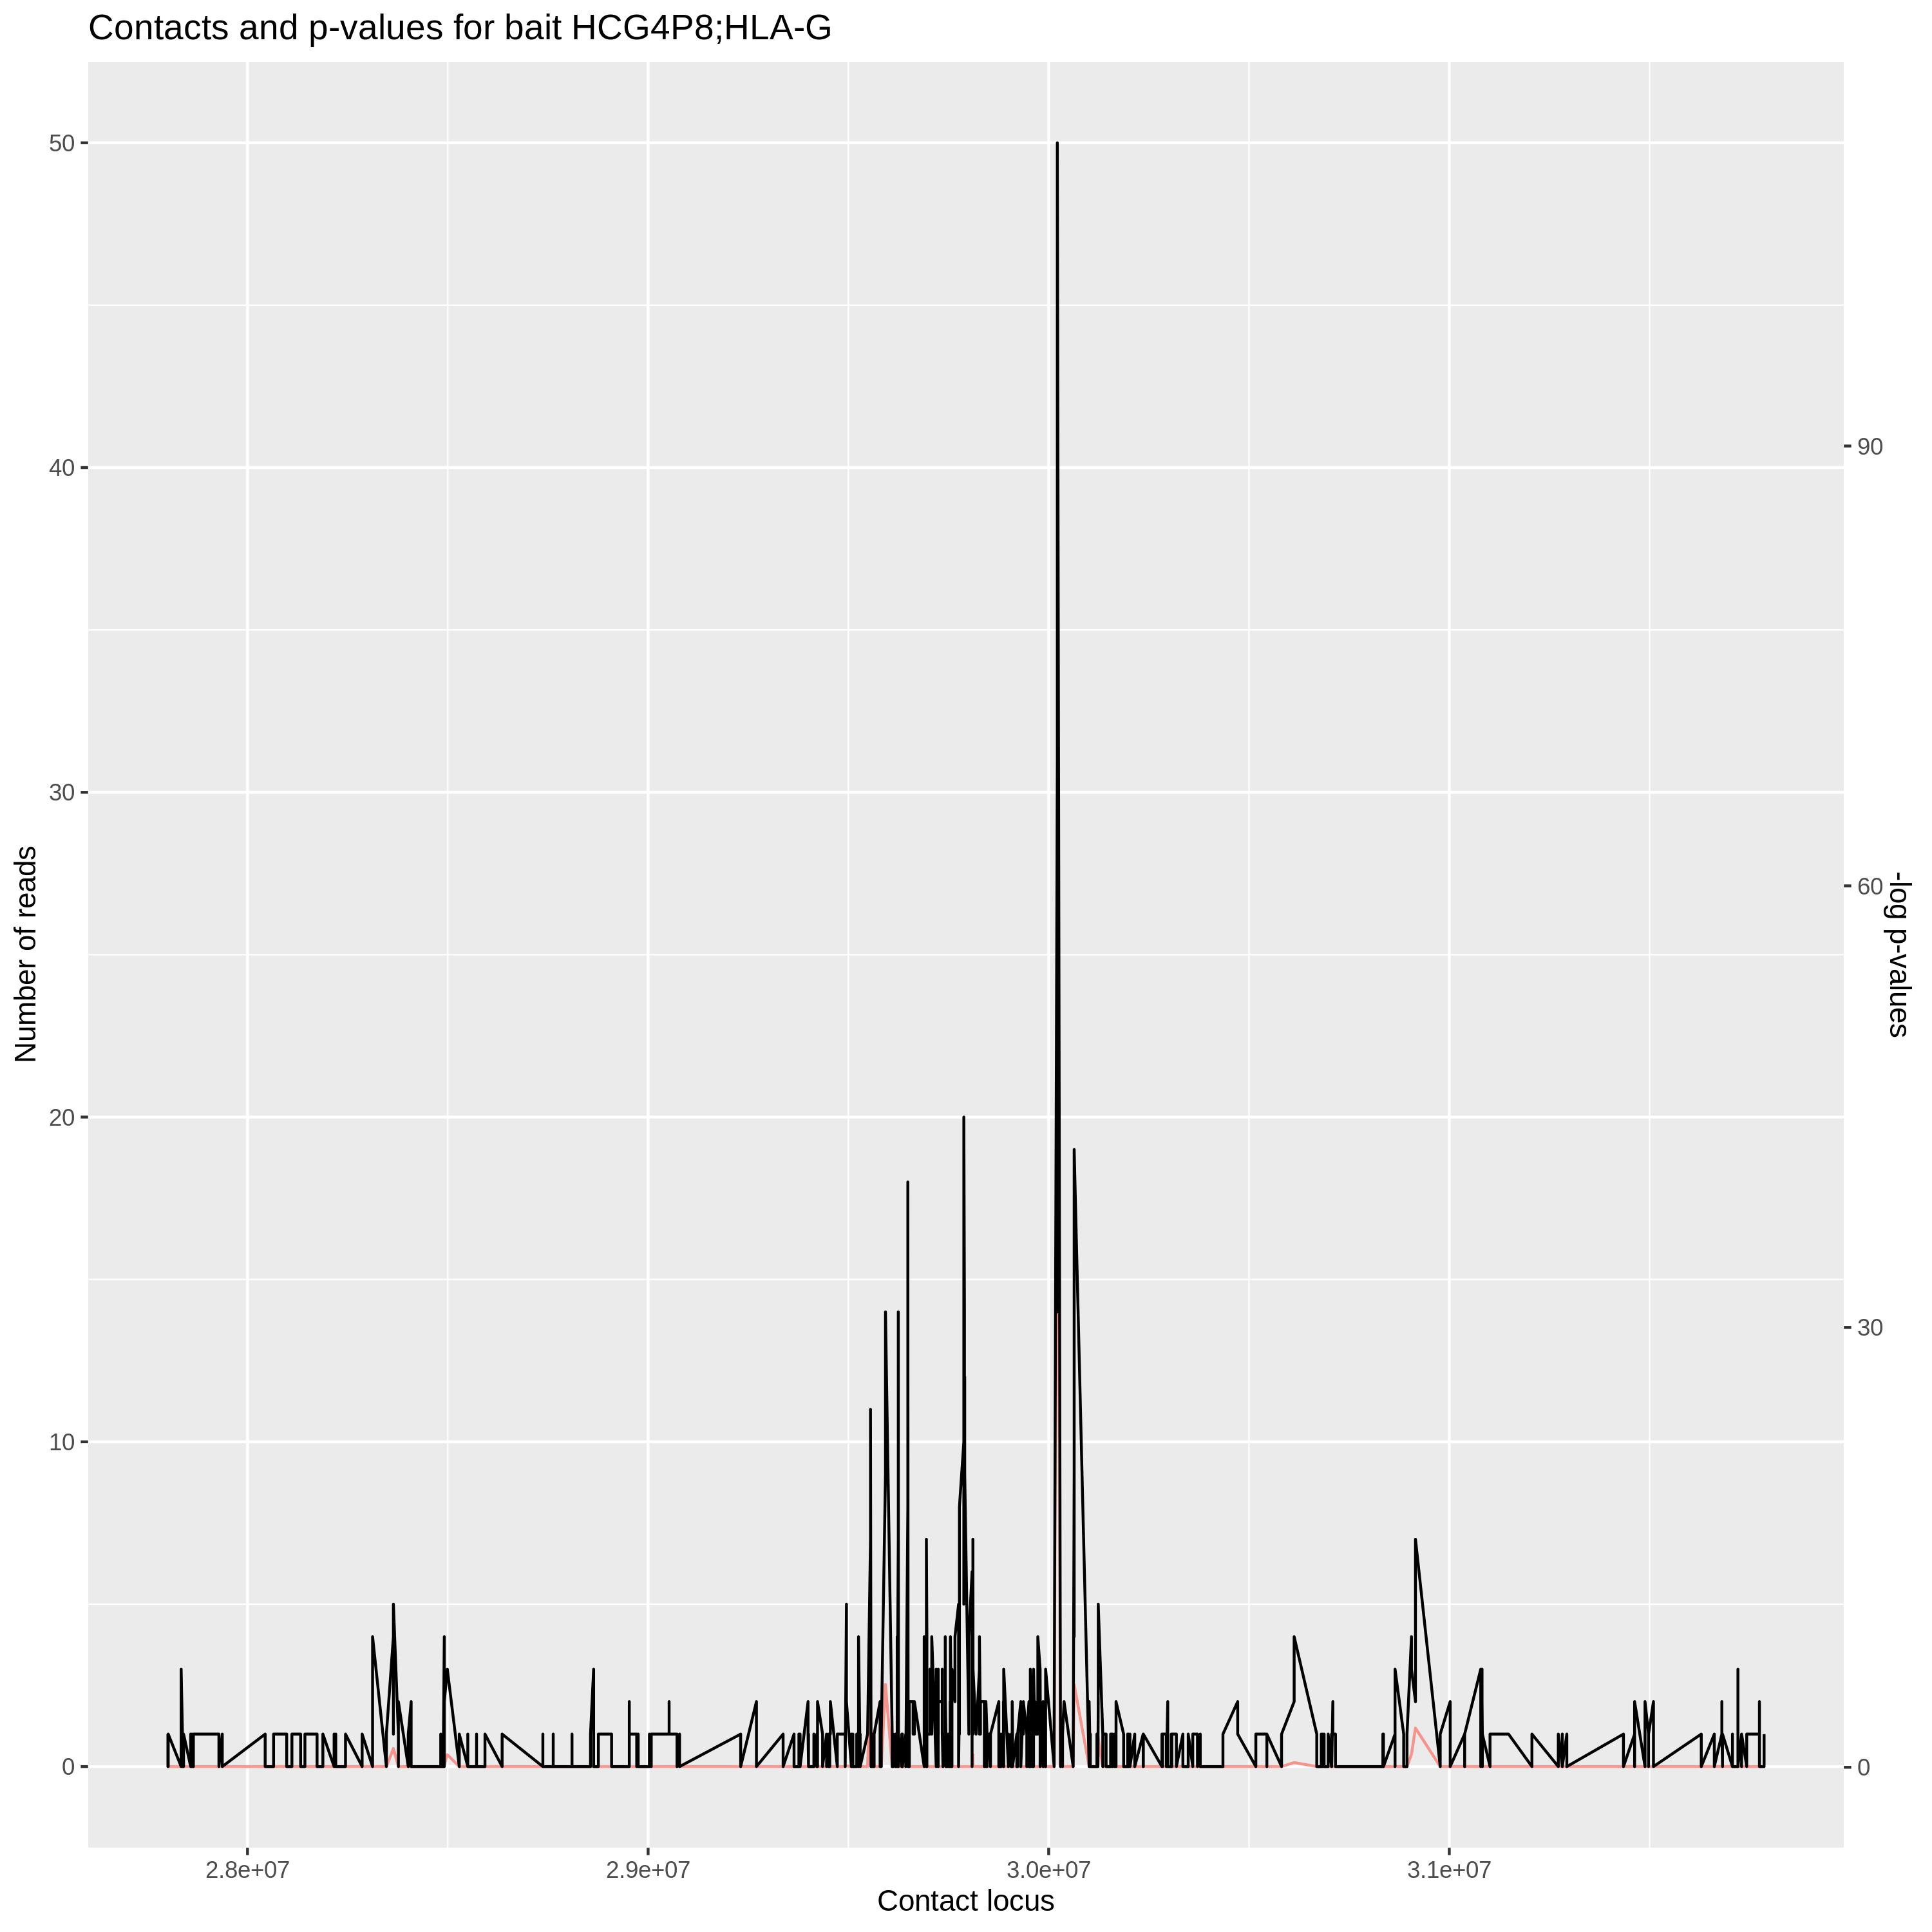 Contacts and p-values for bait HCG4P8;HLA-G
50
40
30
20
10
0
Number of reads
90
60
30
0
-log p-values
2.8e+07
2.9e+07
3.0e+07
3.1e+07
Contact locus